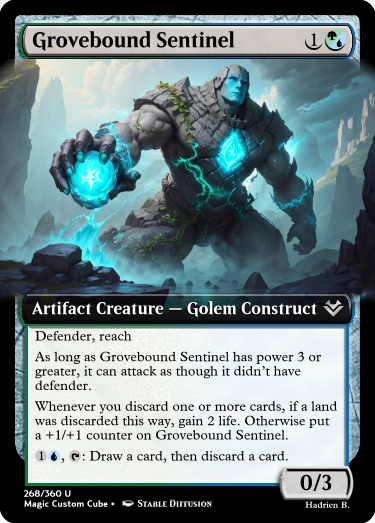 Grovebound Sentinel 1
Artifact Creature — Golem Construct
Defender, reach
As long as Grovebound Sentinel has power 3 or
greater, it can attack as though it didn't have
defender.
Whenever you discard one or more cards, if a land
was discarded this way, gain 2 life. Otherwise put
a +1/+1 counter on Grovebound Sentinel.
1, : Draw a card, then discard a card.
0/3
268/360 U
Magic Custom Cube • Stable Diffusion
Hadrien B.